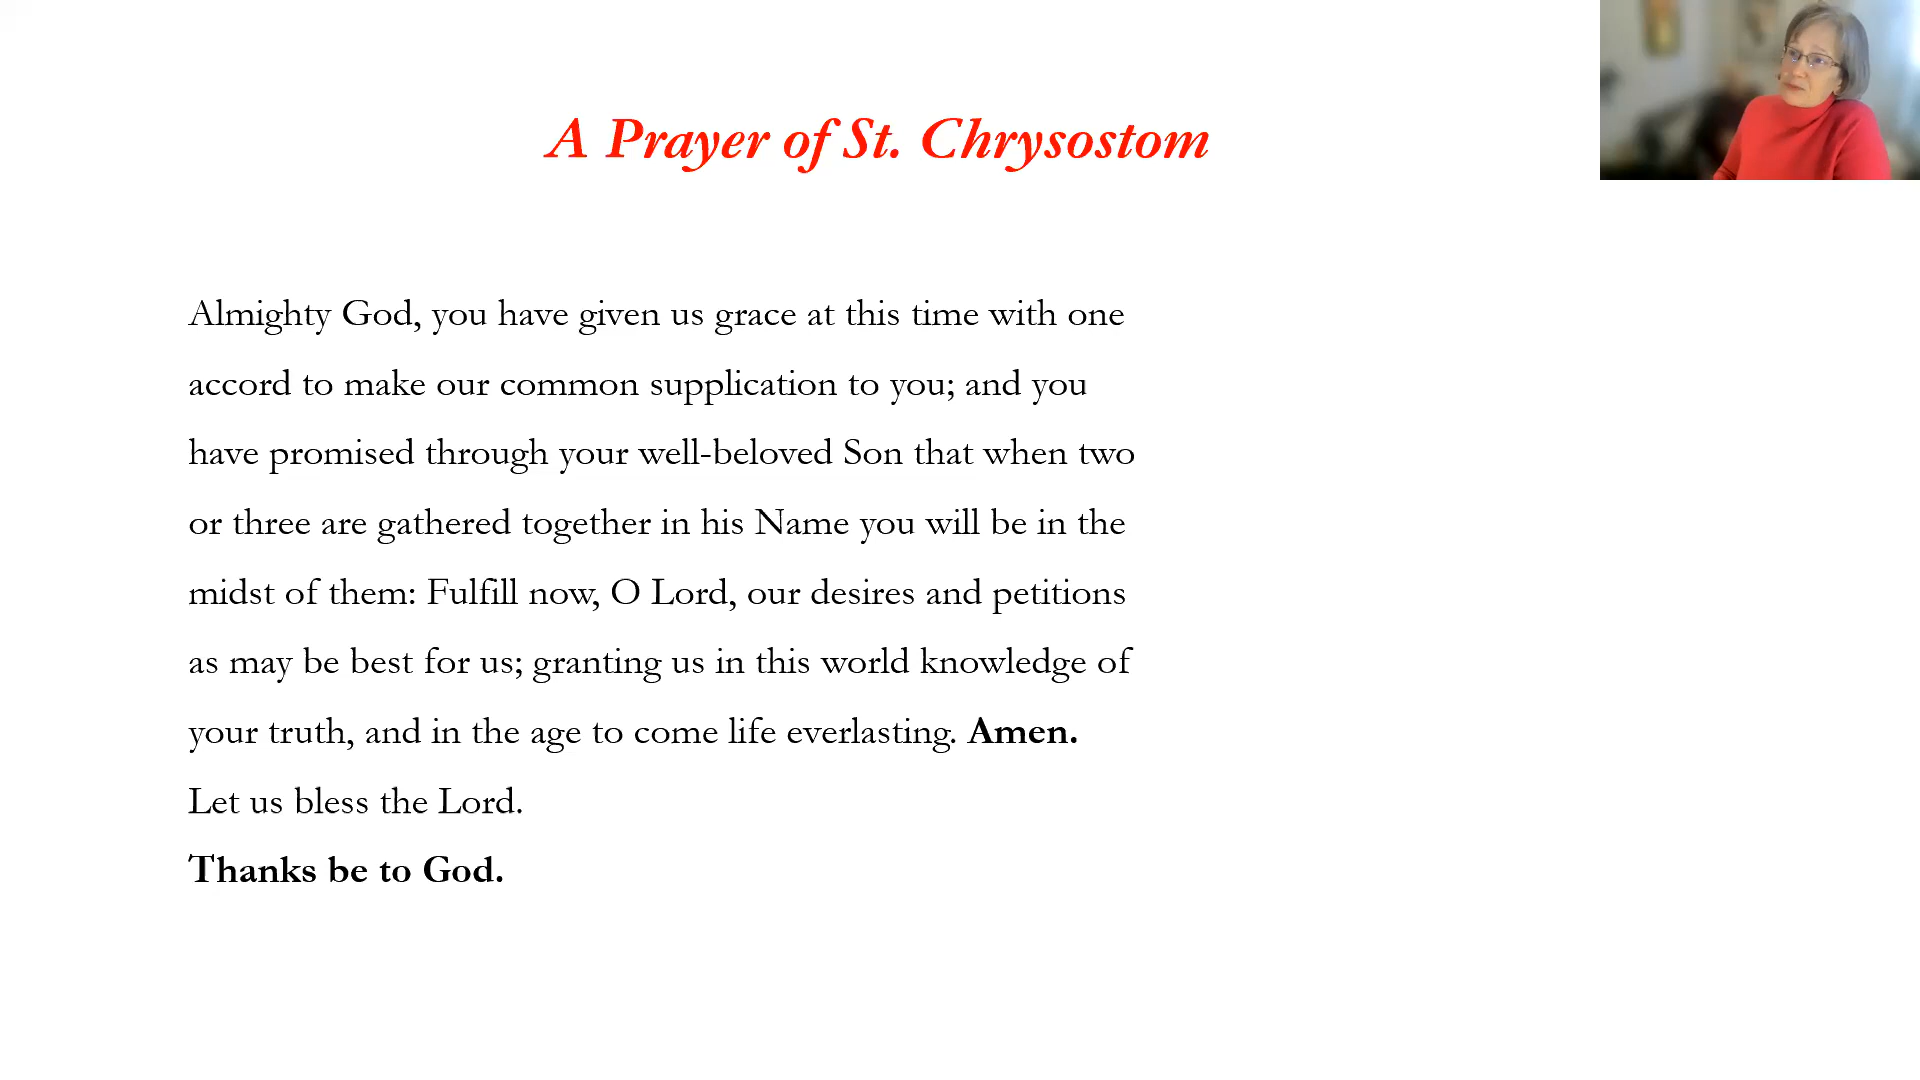 A Prayer of St. Chrysostom
Almighty God, you have given us grace at this time with one
accord to make our common supplication to you; and you
have promised through your well-beloved Son that when two
or three are gathered together in his Name you will be in the
midst of them: Fulfill now, O Lord, our desires and petitions
as may be best for us; granting us in this world knowledge of
your truth, and in the age to come life everlasting. Amen.
Let us bless the Lord.
Thanks be to God.